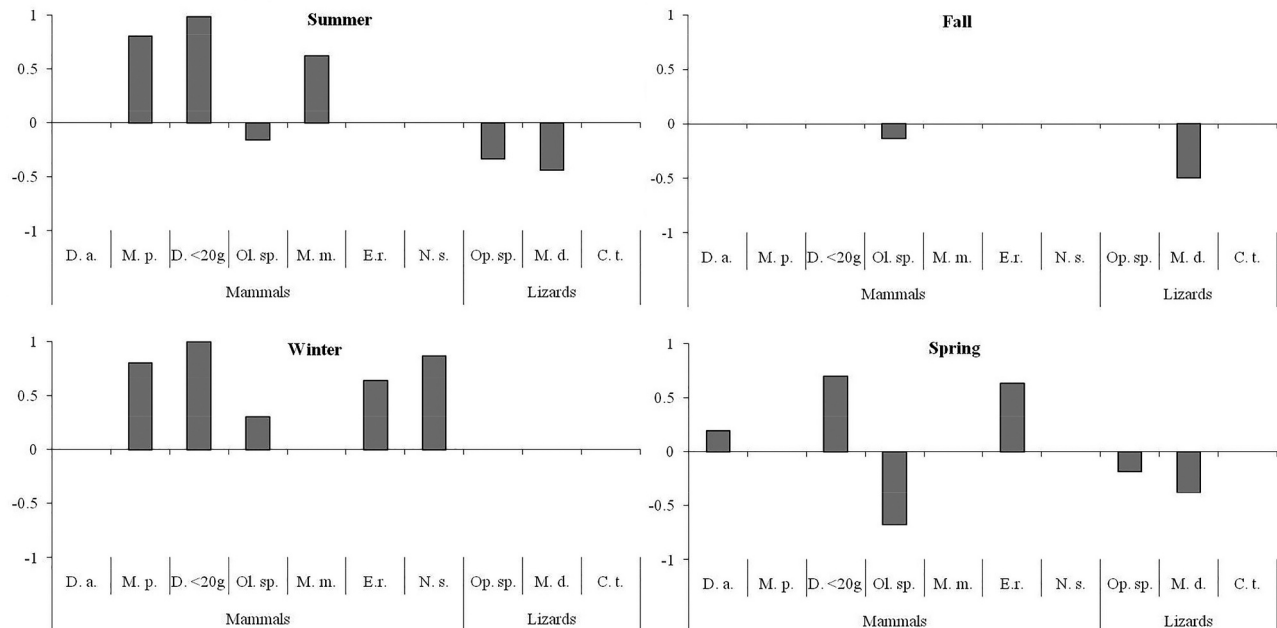 Summer
1
0.5
0
-0.5
-1
D. a. M. p. D. <20g Ol. sp. M. m. E.r. N. s. Op. sp. M. d. C. t.
Mammals Lizards
Fall
1
0.5
0
-0.5
-1
D. a. M. p. D. <20g Ol. sp. M. m. E.r. N. s. Op. sp. M. d. C. t.
Mammals Lizards
Winter
1
0.5
0
-0.5
-1
D. a. M. p. D. <20g Ol. sp. M. m. E.r. N. s. Op. sp. M. d. C. t.
Mammals Lizards
Spring
1
0.5
0
-0.5
-1
D. a. M. p. D. <20g Ol. sp. M. m. E.r. N. s. Op. sp. M. d. C. t.
Mammals Lizards